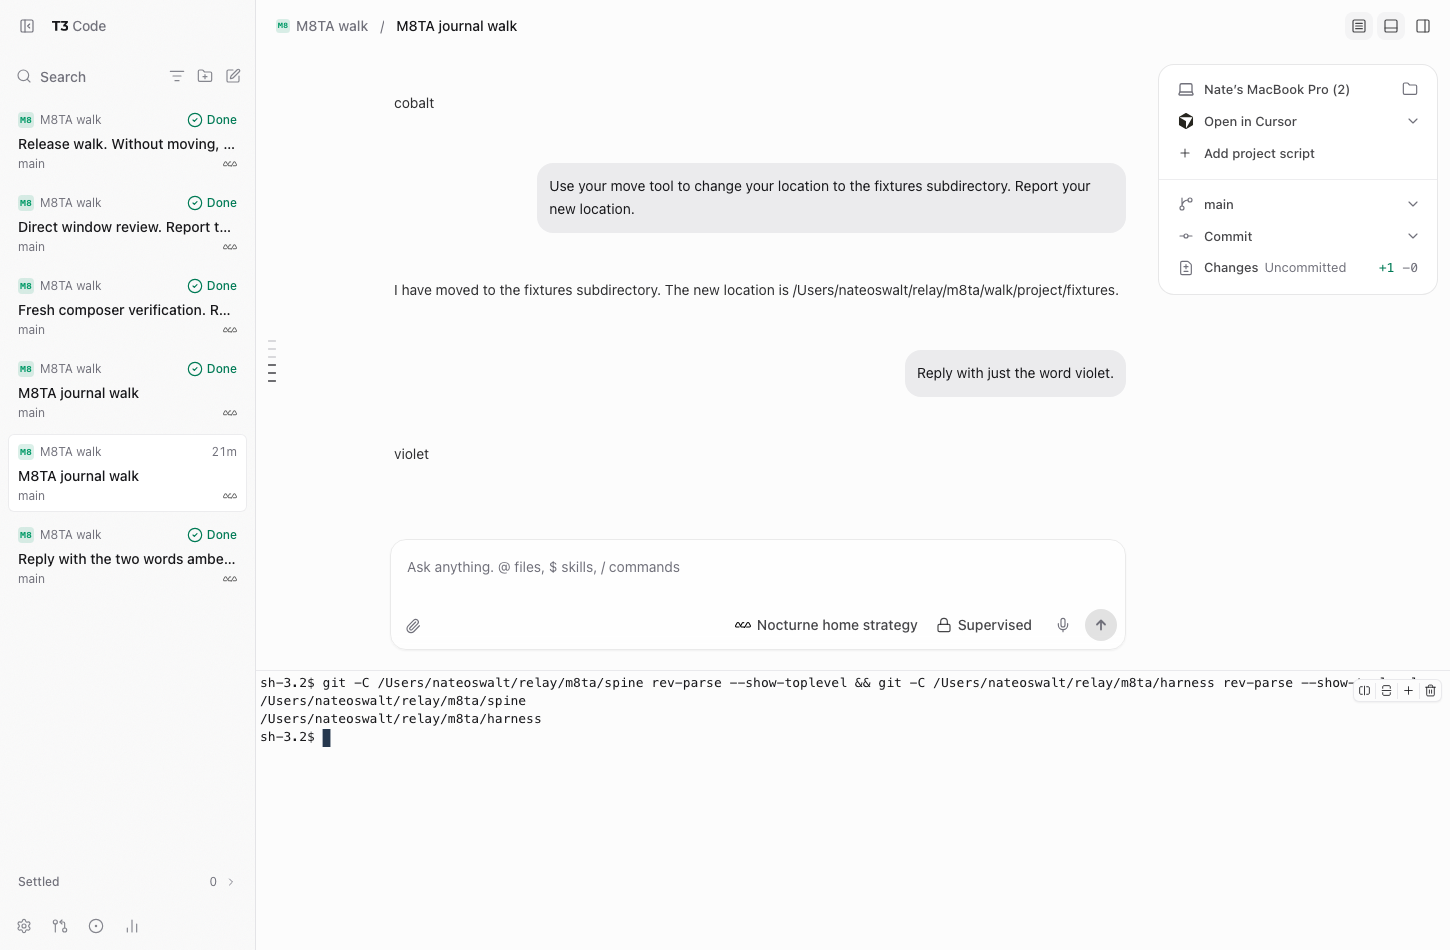 T3 Code
Search
M8 M8TA walk Done
Release walk. Without moving, ...
main
M8 M8TA walk Done
Direct window review. Report t...
main
M8 M8TA walk Done
Fresh composer verification. R...
main
M8 M8TA walk Done
M8TA journal walk
main
M8 M8TA walk 21m
M8TA journal walk
main
M8 M8TA walk Done
Reply with the two words ambe...
main
Settled 0
M8 M8TA walk / M8TA journal walk
cobalt
Use your move tool to change your location to the fixtures subdirectory. Report your
new location.
I have moved to the fixtures subdirectory. The new location is /Users/nateoswalt/relay/m8ta/walk/project/fixtures.
Reply with just the word violet.
violet
Ask anything. @ files, $ skills, / commands
Nocturne home strategy Supervised
Nate's MacBook Pro (2)
Open in Cursor
Add project script
main
Commit
Changes Uncommitted +1 −0
sh-3.2$ git -C /Users/nateoswalt/relay/m8ta/spine rev-parse --show-toplevel && git -C /Users/nateoswalt/relay/m8ta/harness rev-parse --show-
/Users/nateoswalt/relay/m8ta/spine
/Users/nateoswalt/relay/m8ta/harness
sh-3.2$